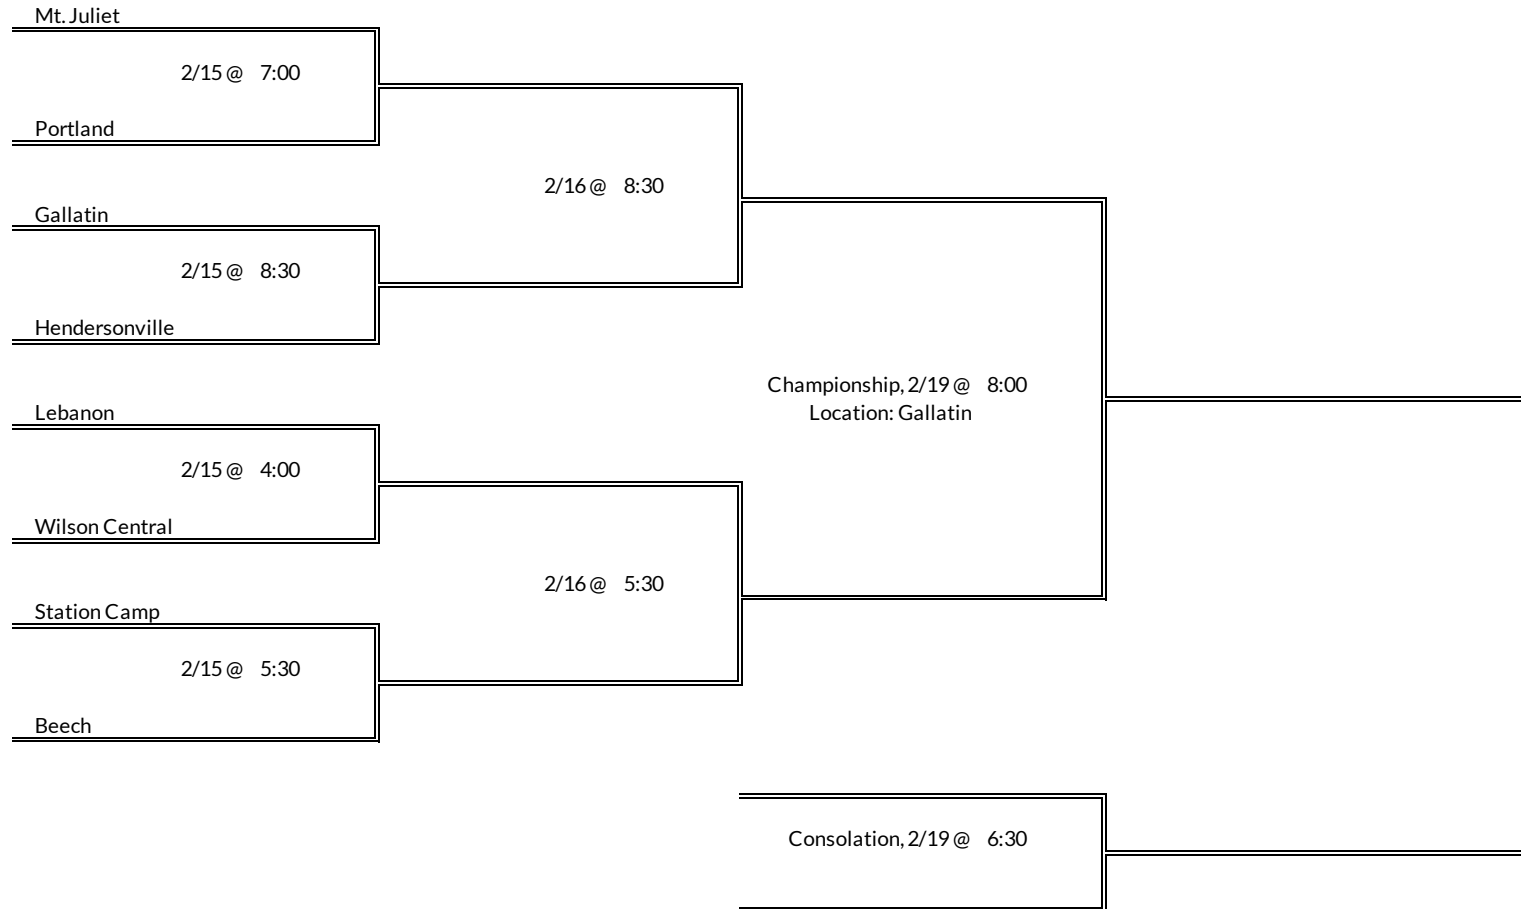 Mt. Juliet
2/15 @ 7:00
Portland
2/16 @ 8:30
Gallatin
2/15 @ 8:30
Hendersonville
Championship, 2/19 @ 8:00
Location: Gallatin
Lebanon
2/15 @ 4:00
Wilson Central
2/16 @ 5:30
Station Camp
2/15 @ 5:30
Beech
Consolation, 2/19 @ 6:30